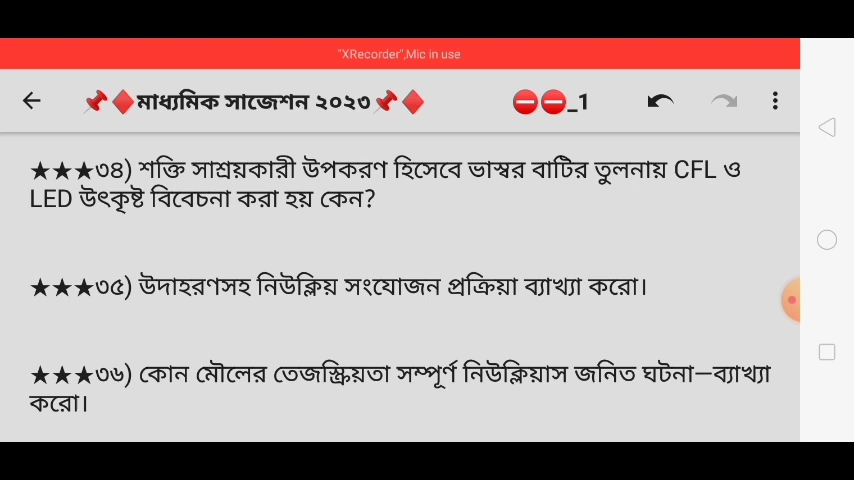 "XRecorder",Mic in use
📌♦️মাধ্যমিক সাজেশন ২০২৩📌♦️ ⛔⛔_1
★★★৩৪) শক্তি সাশ্রয়কারী উপকরণ হিসেবে ভাস্বর বাটির তুলনায় CFL ও
LED উৎকৃষ্ট বিবেচনা করা হয় কেন?
★★★৩৫) উদাহরণসহ নিউক্লিয় সংযোজন প্রক্রিয়া ব্যাখ্যা করো।
★★★৩৬) কোন মৌলের তেজস্ক্রিয়তা সম্পূর্ণ নিউক্লিয়াস জনিত ঘটনা—ব্যাখ্যা
করো।